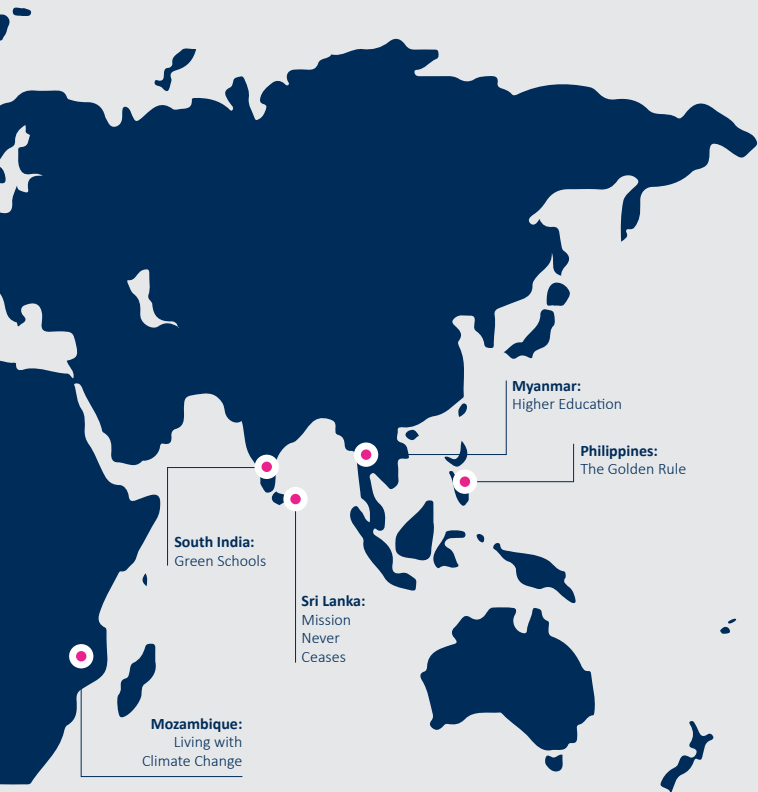 Myanmar:
Higher Education
Philippines:
The Golden Rule
South India:
Green Schools
Sri Lanka:
Mission
Never
Ceases
Mozambique:
Living with
Climate Change